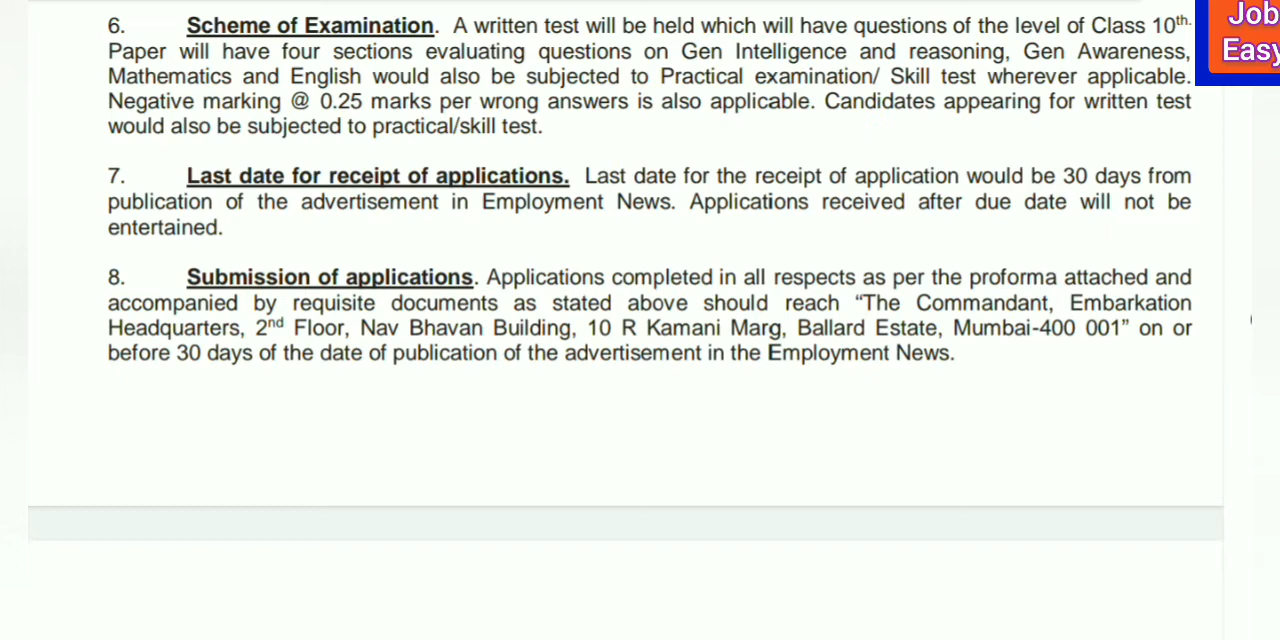 6. Scheme of Examination. A written test will be held which will have questions of the level of Class 10th.
Paper will have four sections evaluating questions on Gen Intelligence and reasoning, Gen Awareness,
Mathematics and English would also be subjected to Practical examination/ Skill test wherever applicable.
Negative marking @ 0.25 marks per wrong answers is also applicable. Candidates appearing for written test
would also be subjected to practical/skill test.
7. Last date for receipt of applications. Last date for the receipt of application would be 30 days from
publication of the advertisement in Employment News. Applications received after due date will not be
entertained.
8. Submission of applications. Applications completed in all respects as per the proforma attached and
accompanied by requisite documents as stated above should reach “The Commandant, Embarkation
Headquarters, 2nd Floor, Nav Bhavan Building, 10 R Kamani Marg, Ballard Estate, Mumbai-400 001” on or
before 30 days of the date of publication of the advertisement in the Employment News.
Job
Easy